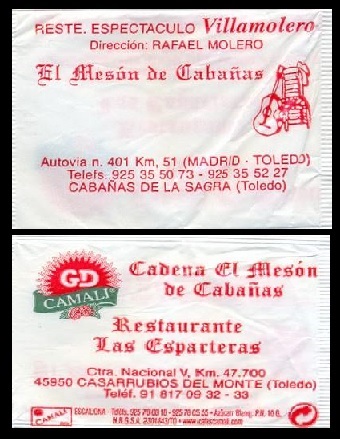 RESTE. ESPECTACULO Villamolero
Dirección: RAFAEL MOLERO
El Mesón de Cabañas
Autovia n. 401 Km, 51 (MADRID - TOLEDO)
Telefs. 925 35 50 73 - 925 35 52 27
CABAÑAS DE LA SAGRA (Toledo)
GD
CAMALI
Cadena El Mesón
de Cabañas
Restaurante
Las Esparteras
Ctra. Nacional V, Km. 47.700
45950 CASARRUBIOS DEL MONTE (Toledo)
Teléf. 91 817 09 32 - 33
CAMALI
ESCALONA